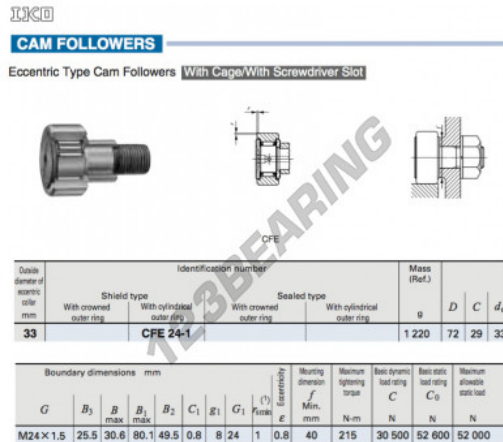 IKO
CAM FOLLOWERS
Eccentric Type Cam Followers With Cage/With Screwdriver Slot
CFE
123BEARING
Outside diameter of eccentric collar mm
Identification number
Mass (Ref.) g
Shield type Sealed type
With crowned outer ring With cylindrical outer ring With crowned outer ring With cylindrical outer ring
D C d₁
33 CFE 24-1 1 220 72 29 33
Boundary dimensions mm
G B₃ B max B₁ max B₂ C₁ g₁ G₁ (¹) rs min
Eccentricity ε
Mounting dimension f Min. mm
Maximum tightening torque N-m
Basic dynamic load rating C N
Basic static load rating C₀ N
Maximum allowable static load N
M24×1.5 25.5 30.6 80.1 49.5 0.8 8 24 1 0.8 40 215 30 500 52 600 52 000